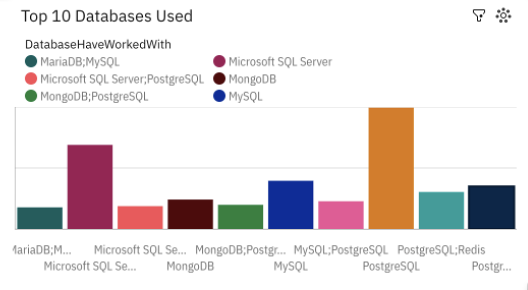 Top 10 Databases Used
DatabaseHaveWorkedWith
MariaDB;MySQL Microsoft SQL Server
Microsoft SQL Server;PostgreSQL MongoDB
MongoDB;PostgreSQL MySQL
1ariaDB;M... Microsoft SQL Se... MongoDB;Postgr... MySQL;PostgreSQL PostgreSQL;Redis
Microsoft SQL Se... MongoDB MySQL PostgreSQL Postgr...